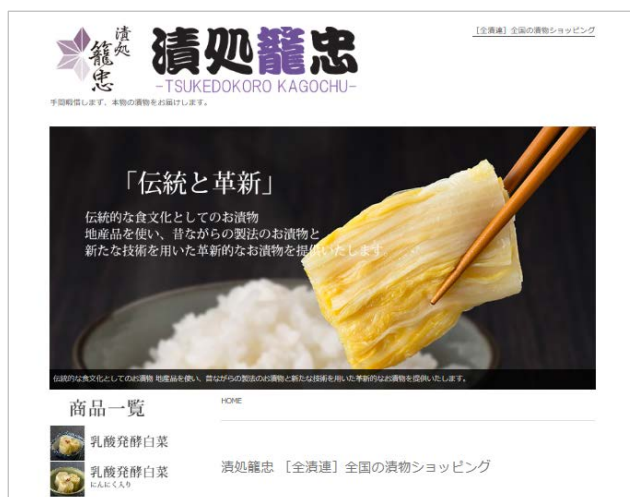 漬処
籠忠
漬処籠忠
-TSUKEDOKORO KAGOCHU-
[全漬連] 全国の漬物ショッピング
手間暇惜しまず、本物の漬物をお届けします。
「伝統と革新」
伝統的な食文化としてのお漬物
地産品を使い、昔ながらの製法のお漬物と
新たな技術を用いた革新的なお漬物を提供いたします
伝統的な食文化としてのお漬物 地産品を使い、昔ながらの製法のお漬物と新たな技術を用いた革新的なお漬物を提供いたします。
商品一覧
HOME
乳酸発酵白菜
漬処籠忠 [全漬連] 全国の漬物ショッピング
乳酸発酵白菜
にんにく入り